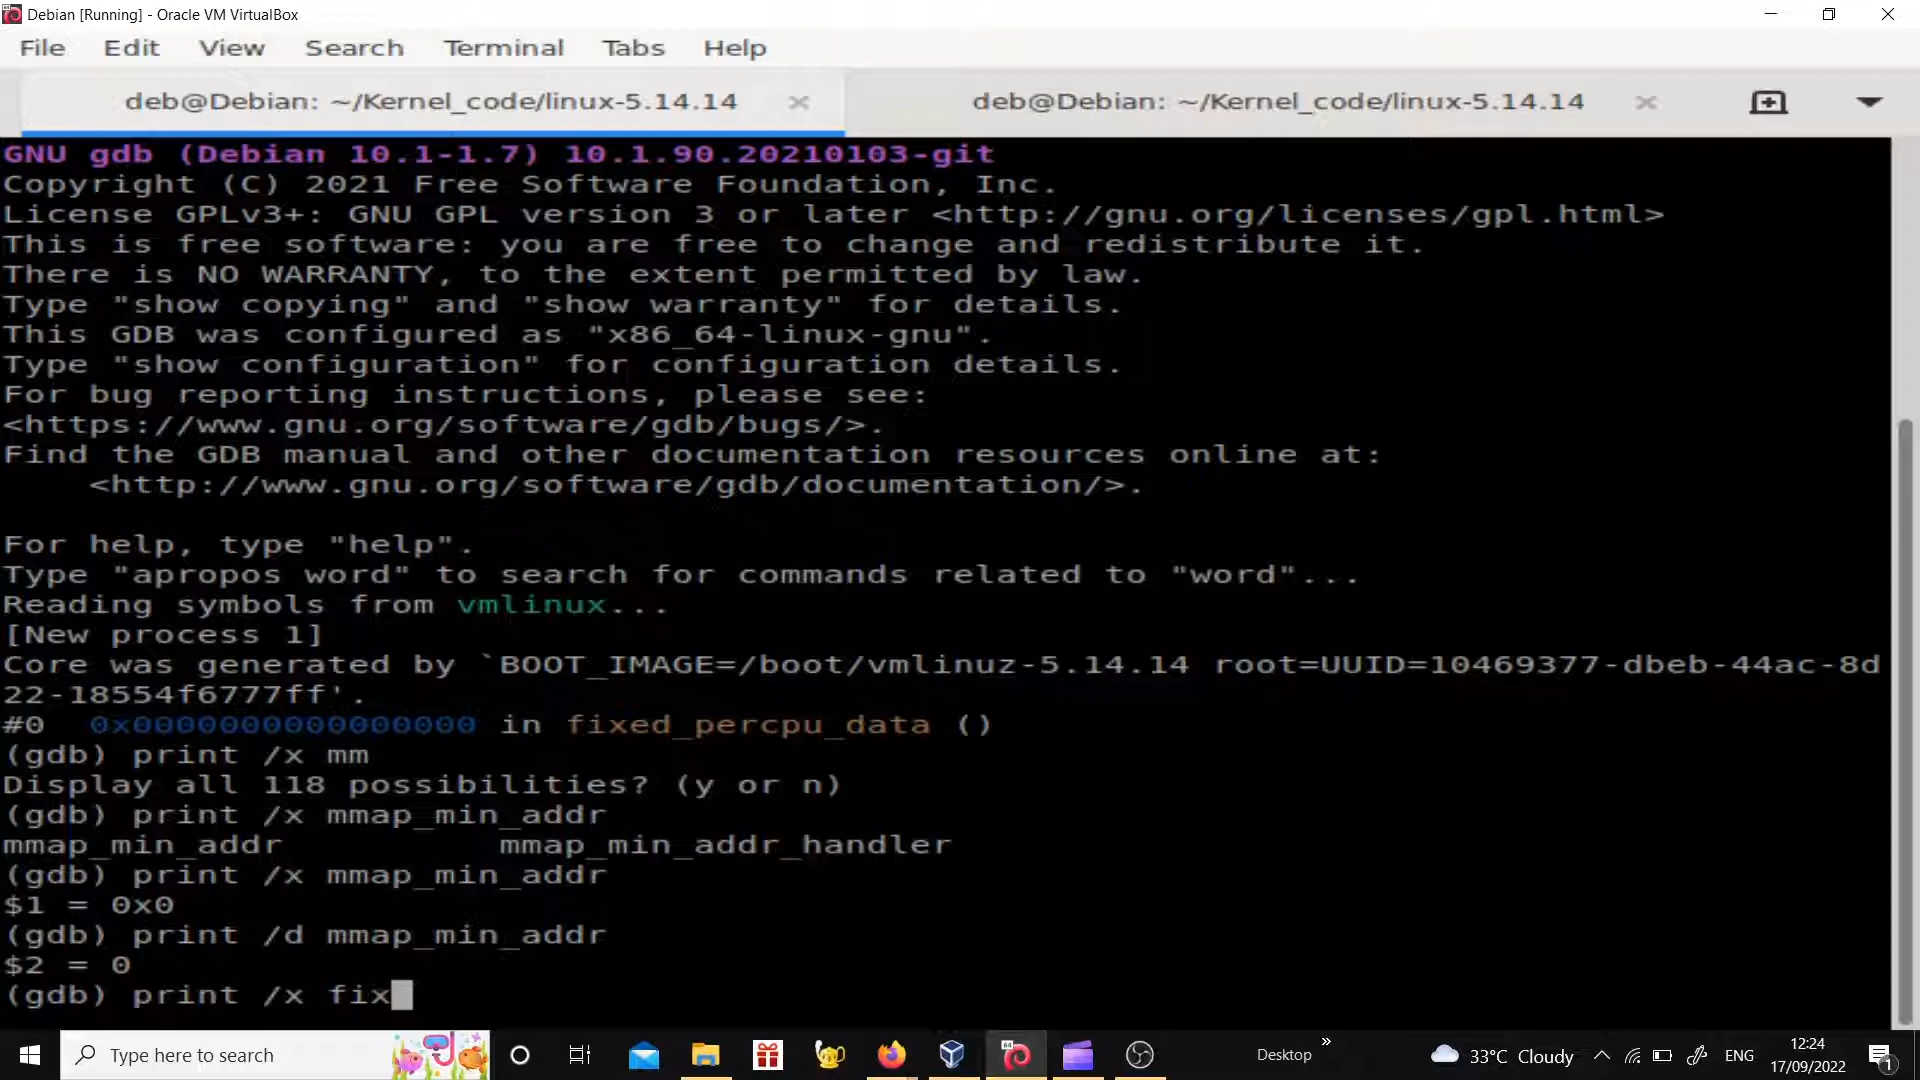 Debian [Running] - Oracle VM VirtualBox
File Edit View Search Terminal Tabs Help
deb@Debian: ~/Kernel_code/linux-5.14.14 × deb@Debian: ~/Kernel_code/linux-5.14.14 ×
GNU gdb (Debian 10.1-1.7) 10.1.90.20210103-git
Copyright (C) 2021 Free Software Foundation, Inc.
License GPLv3+: GNU GPL version 3 or later <http://gnu.org/licenses/gpl.html>
This is free software: you are free to change and redistribute it.
There is NO WARRANTY, to the extent permitted by law.
Type "show copying" and "show warranty" for details.
This GDB was configured as "x86_64-linux-gnu".
Type "show configuration" for configuration details.
For bug reporting instructions, please see:
<https://www.gnu.org/software/gdb/bugs/>.
Find the GDB manual and other documentation resources online at:
    <http://www.gnu.org/software/gdb/documentation/>.
For help, type "help".
Type "apropos word" to search for commands related to "word"...
Reading symbols from vmlinux...
[New process 1]
Core was generated by `BOOT_IMAGE=/boot/vmlinuz-5.14.14 root=UUID=10469377-dbeb-44ac-8d
22-18554f6777ff'.
#0  0x0000000000000000 in fixed_percpu_data ()
(gdb) print /x mm
Display all 118 possibilities? (y or n)
(gdb) print /x mmap_min_addr
mmap_min_addr          mmap_min_addr_handler
(gdb) print /x mmap_min_addr
$1 = 0x0
(gdb) print /d mmap_min_addr
$2 = 0
(gdb) print /x fix
Type here to search
64
Desktop »
33°C Cloudy
ENG
12:24
17/09/2022
1